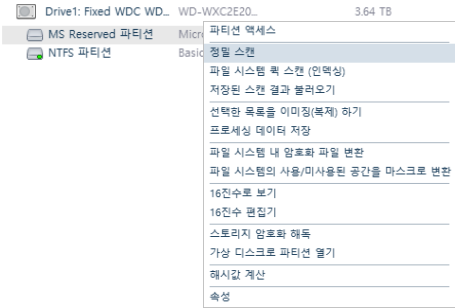 Drive1: Fixed WDC WD... WD-WXC2E20... 3.64 TB
MS Reserved 파티션 Micr
NTFS 파티션 Basic
파티션 액세스
정밀 스캔
파일 시스템 퀵 스캔 (인덱싱)
저장된 스캔 결과 불러오기
선택한 목록을 이미징(복제) 하기
프로세싱 데이터 저장
파일 시스템 내 암호화 파일 변환
파일 시스템의 사용/미사용된 공간을 마스크로 변환
16진수로 보기
16진수 편집기
스토리지 암호화 해독
가상 디스크로 파티션 열기
해시값 계산
속성